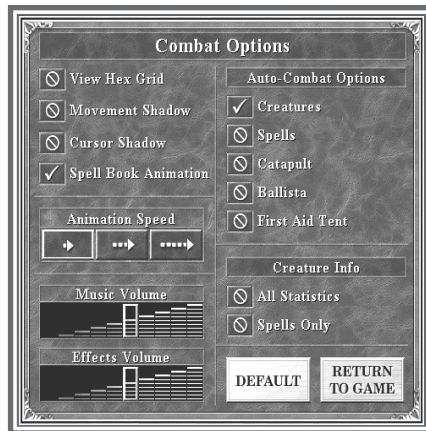 Combat Options
View Hex Grid
Movement Shadow
Cursor Shadow
Spell Book Animation
Animation Speed
Music Volume
Effects Volume
Auto-Combat Options
Creatures
Spells
Catapult
Ballista
First Aid Tent
Creature Info
All Statistics
Spells Only
DEFAULT
RETURN
TO GAME